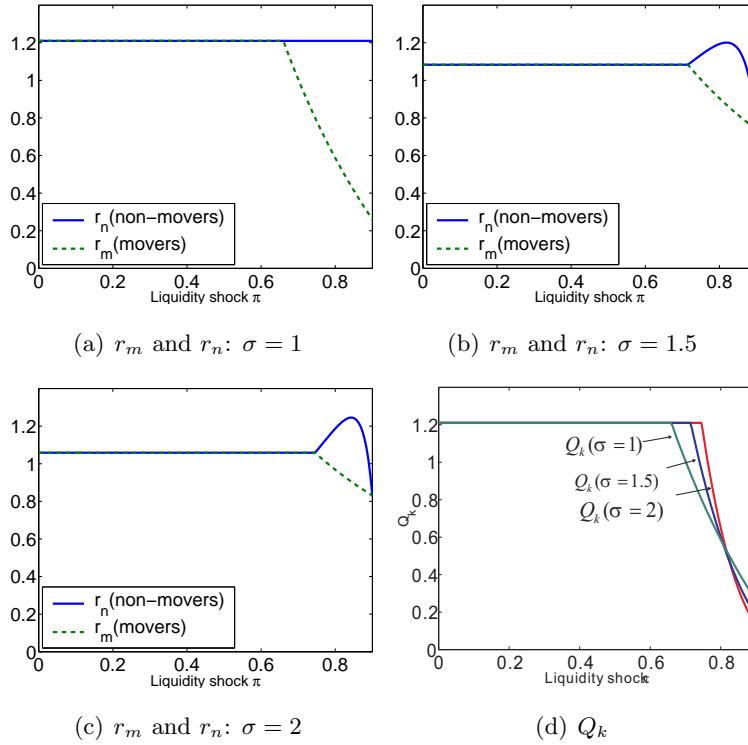 1.2
1
0.8
0.6
0.4
0.2
0
r_n(non-movers)
r_m(movers)
0 0.2 0.4 0.6 0.8
Liquidity shock π
(a) r_m and r_n: σ = 1
1.2
1
0.8
0.6
0.4
0.2
0
r_n(non-movers)
r_m(movers)
0 0.2 0.4 0.6 0.8
Liquidity shock π
(b) r_m and r_n: σ = 1.5
1.2
1
0.8
0.6
0.4
0.2
0
r_n(non-movers)
r_m(movers)
0 0.2 0.4 0.6 0.8
Liquidity shock π
(c) r_m and r_n: σ = 2
1.2
1
0.8
0.6
0.4
0.2
0
Q_k
Q_k(σ=1)
Q_k(σ=1.5)
Q_k(σ=2)
0 0.2 0.4 0.6 0.8
Liquidity shock
(d) Q_k